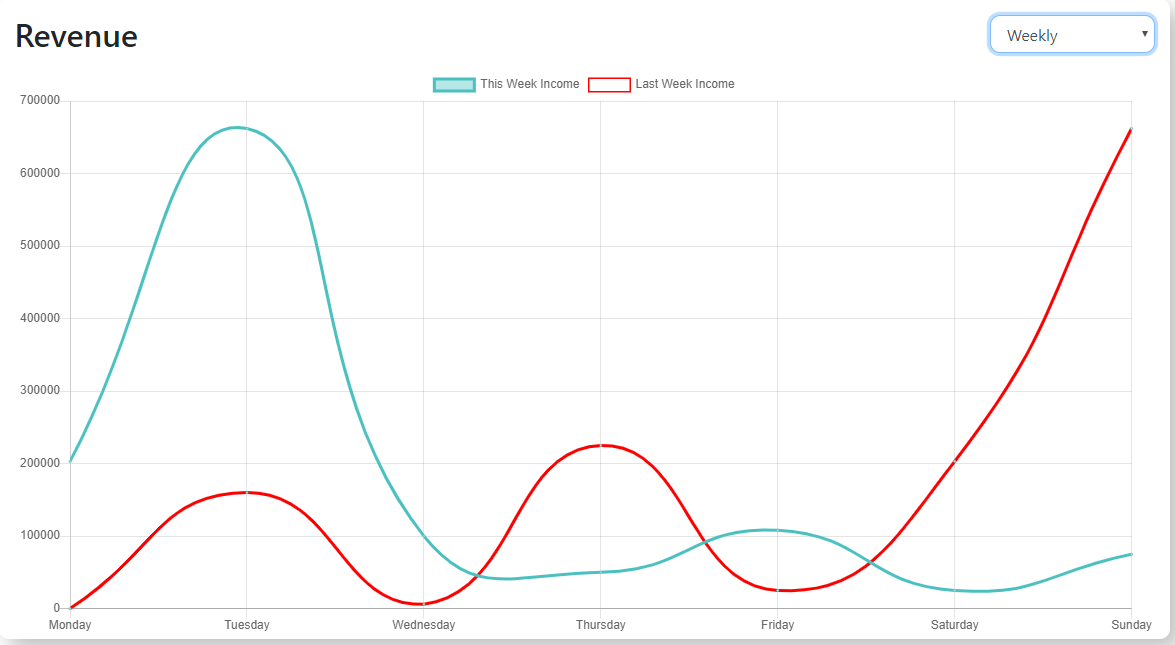 Revenue
Weekly
This Week Income Last Week Income
700000
600000
500000
400000
300000
200000
100000
0
Monday Tuesday Wednesday Thursday Friday Saturday Sunday